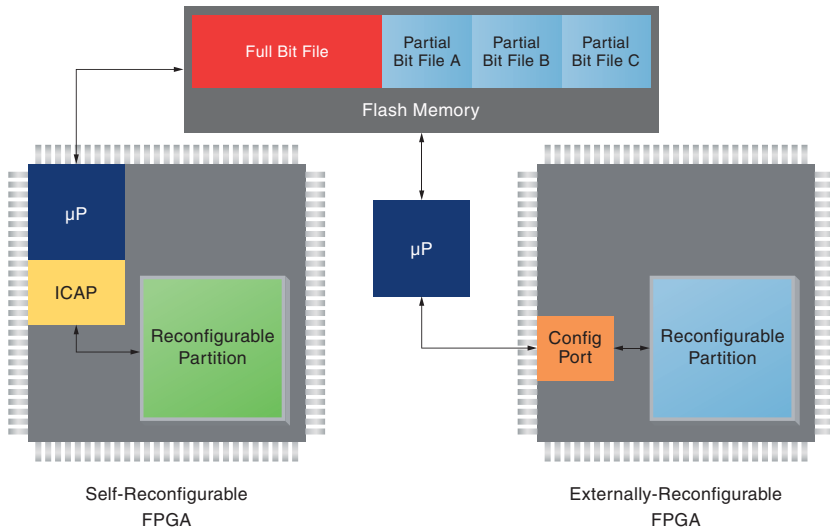 Full Bit File
Partial
Bit File A
Partial
Bit File B
Partial
Bit File C
Flash Memory
µP
ICAP
Reconfigurable
Partition
µP
Config
Port
Reconfigurable
Partition
Self-Reconfigurable
FPGA
Externally-Reconfigurable
FPGA